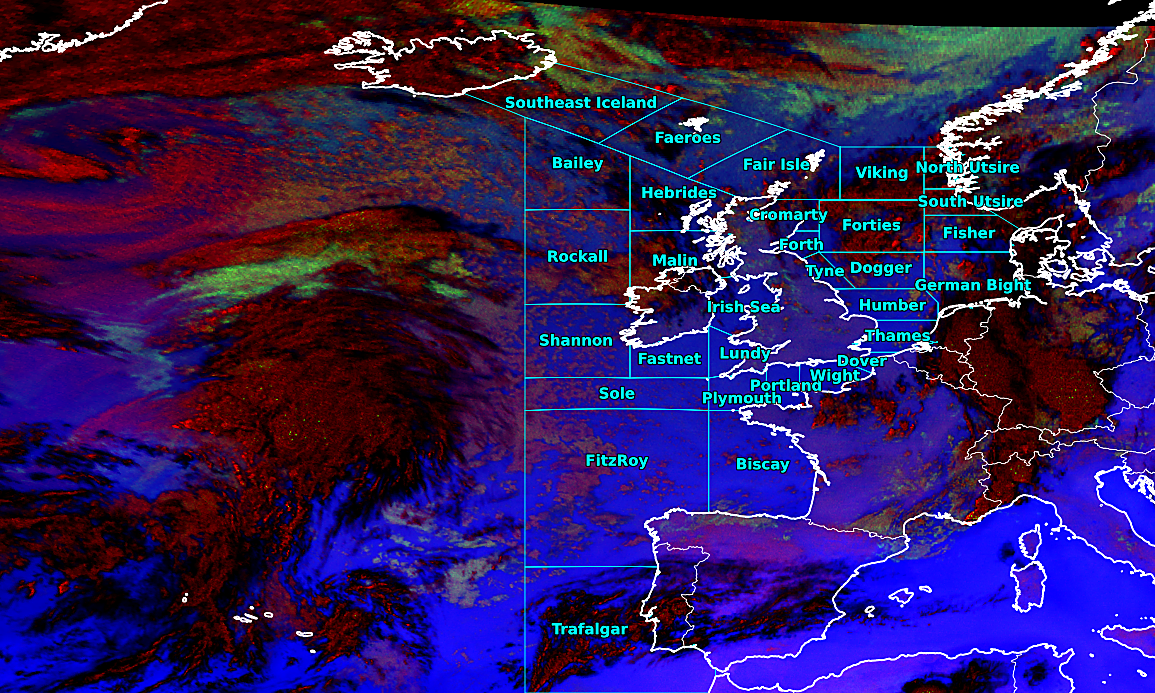 Southeast Iceland
Faeroes
Bailey
Fair Isle
Viking
North Utsire
Hebrides
South Utsire
Cromarty
Forties
Fisher
Forth
Rockall
Malin
Tyne
Dogger
German Bight
Irish Sea
Humber
Shannon
Thames
Fastnet
Lundy
Dover
Wight
Portland
Sole
Plymouth
FitzRoy
Biscay
Trafalgar